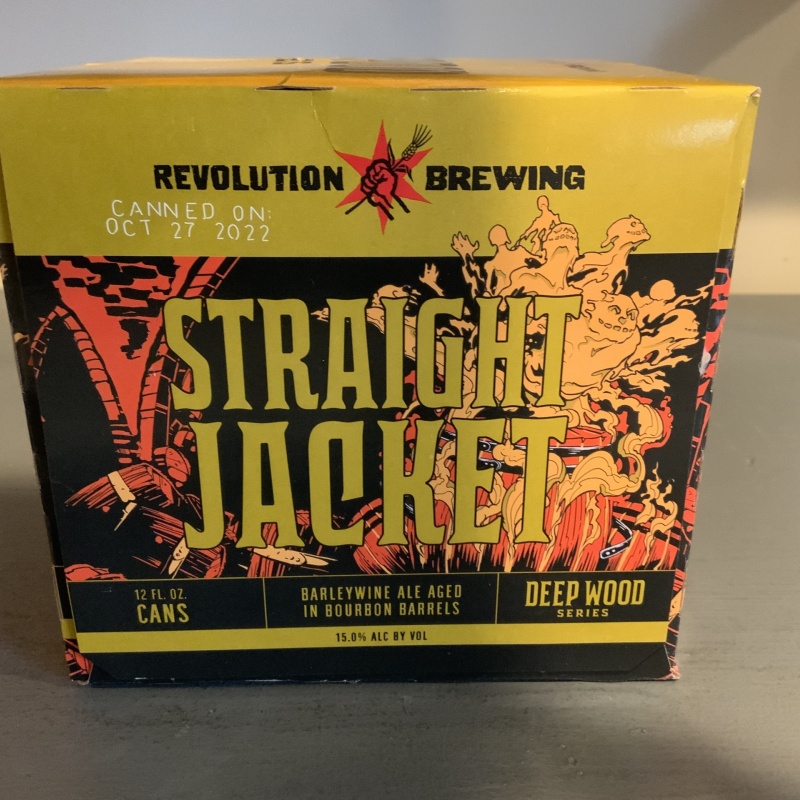 REVOLUTION BREWING
CANNED ON:
OCT 27 2022
STRAIGHT
JACKET
12 FL. OZ.
CANS
BARLEYWINE ALE AGED
IN BOURBON BARRELS
DEEP WOOD
SERIES
15.0% ALC BY VOL